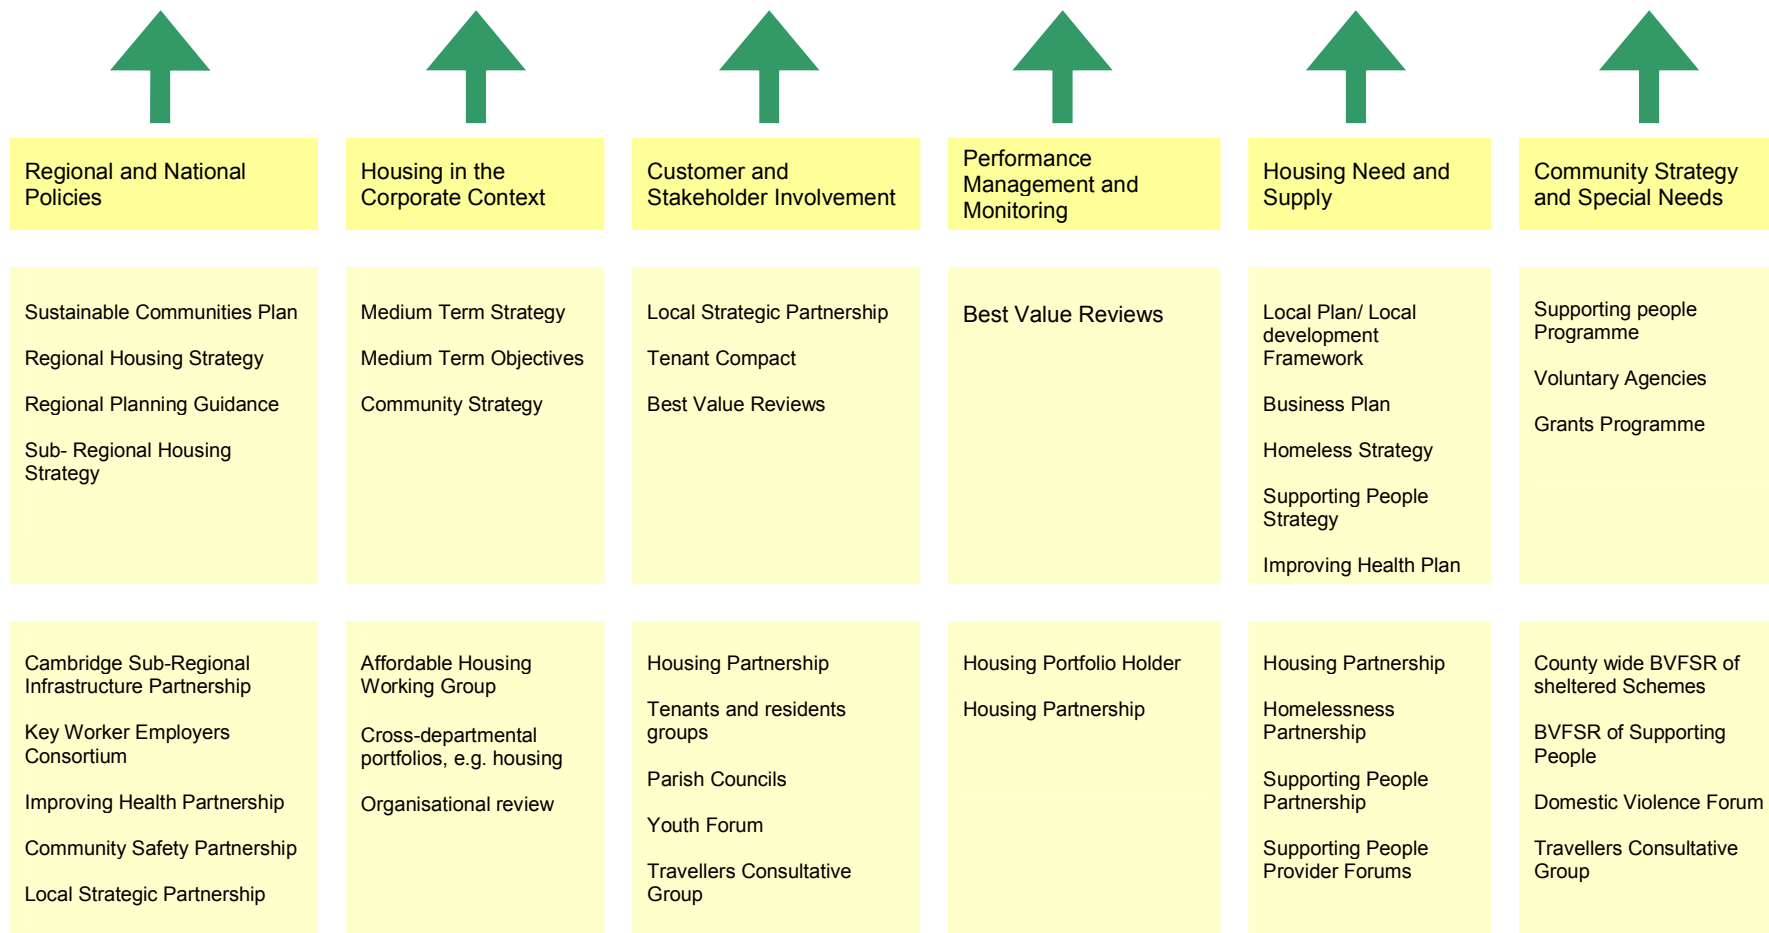 Regional and National
Policies
Housing in the
Corporate Context
Customer and
Stakeholder Involvement
Performance
Management and
Monitoring
Housing Need and
Supply
Community Strategy
and Special Needs
Sustainable Communities Plan
Regional Housing Strategy
Regional Planning Guidance
Sub- Regional Housing
Strategy
Medium Term Strategy
Medium Term Objectives
Community Strategy
Local Strategic Partnership
Tenant Compact
Best Value Reviews
Best Value Reviews
Local Plan/ Local
development
Framework
Business Plan
Homeless Strategy
Supporting People
Strategy
Improving Health Plan
Supporting people
Programme
Voluntary Agencies
Grants Programme
Cambridge Sub-Regional
Infrastructure Partnership
Key Worker Employers
Consortium
Improving Health Partnership
Community Safety Partnership
Local Strategic Partnership
Affordable Housing
Working Group
Cross-departmental
portfolios, e.g. housing
Organisational review
Housing Partnership
Tenants and residents
groups
Parish Councils
Youth Forum
Travellers Consultative
Group
Housing Portfolio Holder
Housing Partnership
Housing Partnership
Homelessness
Partnership
Supporting People
Partnership
Supporting People
Provider Forums
County wide BVFSR of
sheltered Schemes
BVFSR of Supporting
People
Domestic Violence Forum
Travellers Consultative
Group